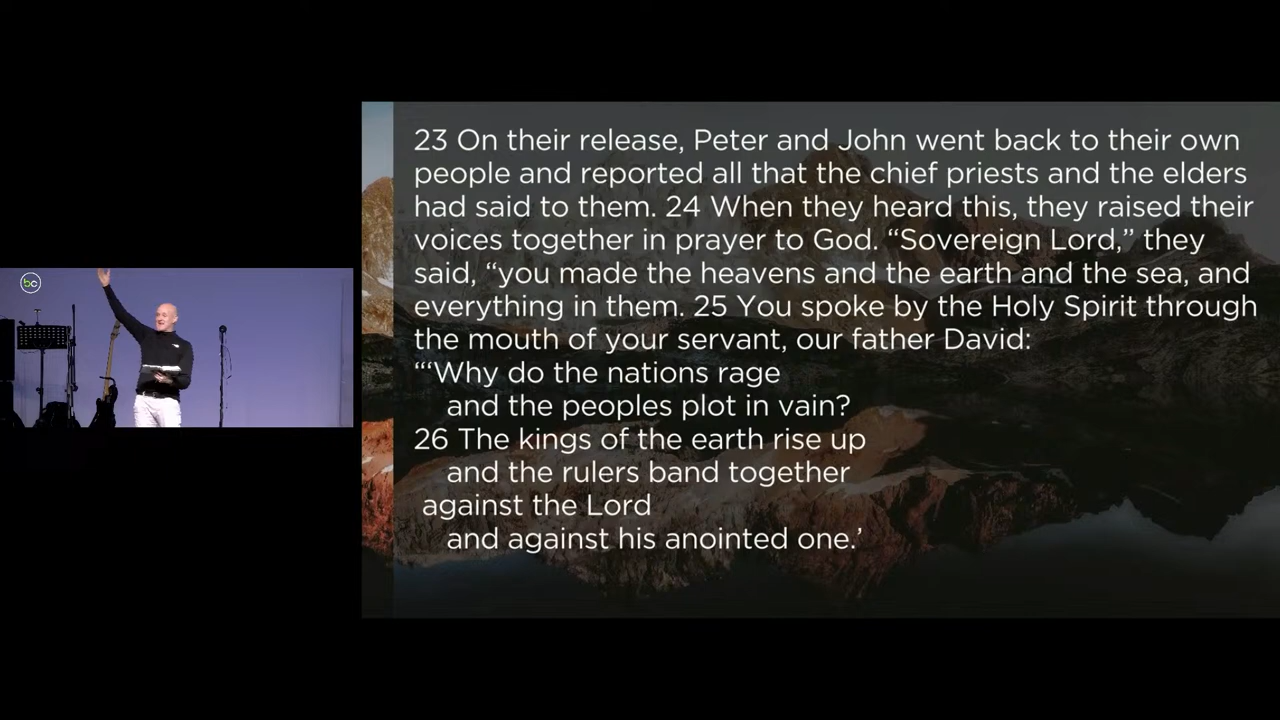 bc
23 On their release, Peter and John went back to their own
people and reported all that the chief priests and the elders
had said to them. 24 When they heard this, they raised their
voices together in prayer to God. “Sovereign Lord,” they
said, “you made the heavens and the earth and the sea, and
everything in them. 25 You spoke by the Holy Spirit through
the mouth of your servant, our father David:
“‘Why do the nations rage
and the peoples plot in vain?
26 The kings of the earth rise up
and the rulers band together
against the Lord
and against his anointed one.’